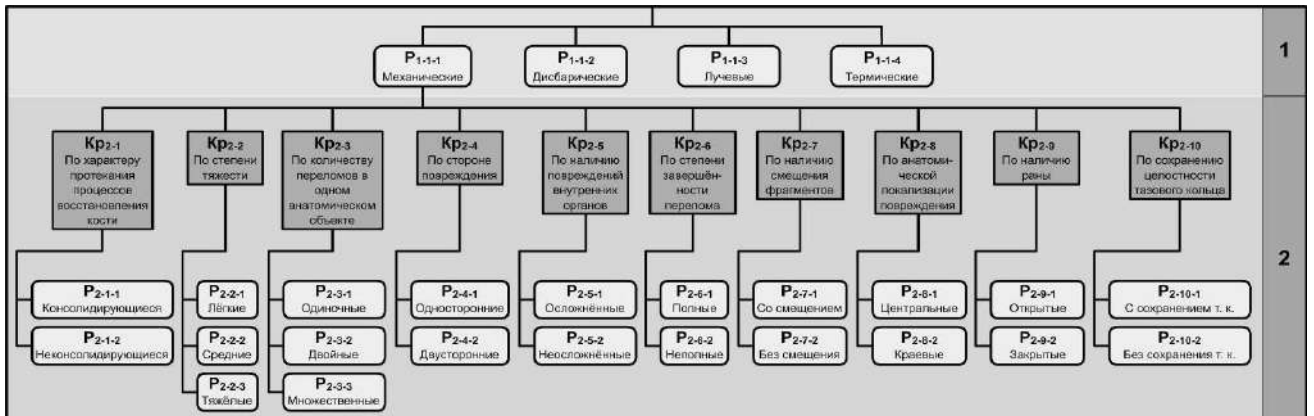 P1-1-1
Механические
P1-1-2
Дисбарические
P1-1-3
Лучевые
P1-1-4
Термические
1
Кр2-1
По характеру
протекания
процессов
восстановления
кости
Кр2-2
По степени
тяжести
Кр2-3
По количеству
переломов в
одном
анатомическом
объекте
Кр2-4
По стороне
повреждения
Кр2-5
По наличию
повреждений
внутренних
органов
Кр2-6
По степени
завершён-
ности
перелома
Кр2-7
По наличию
смещения
фрагментов
Кр2-8
По анатоми-
ческой
локализации
повреждения
Кр2-9
По наличию
раны
Кр2-10
По сохранению
целостности
тазового кольца
2
P2-1-1
Консолидирующиеся
P2-1-2
Неконсолидирующиеся
P2-2-1
Лёгкие
P2-2-2
Средние
P2-2-3
Тяжёлые
P2-3-1
Одиночные
P2-3-2
Двойные
P2-3-3
Множественные
P2-4-1
Односторонние
P2-4-2
Двусторонние
P2-5-1
Осложнённые
P2-5-2
Неосложнённые
P2-6-1
Полные
P2-6-2
Неполные
P2-7-1
Со смещением
P2-7-2
Без смещения
P2-8-1
Центральные
P2-8-2
Краевые
P2-9-1
Открытые
P2-9-2
Закрытые
P2-10-1
С сохранением т. к.
P2-10-2
Без сохранения т. к.